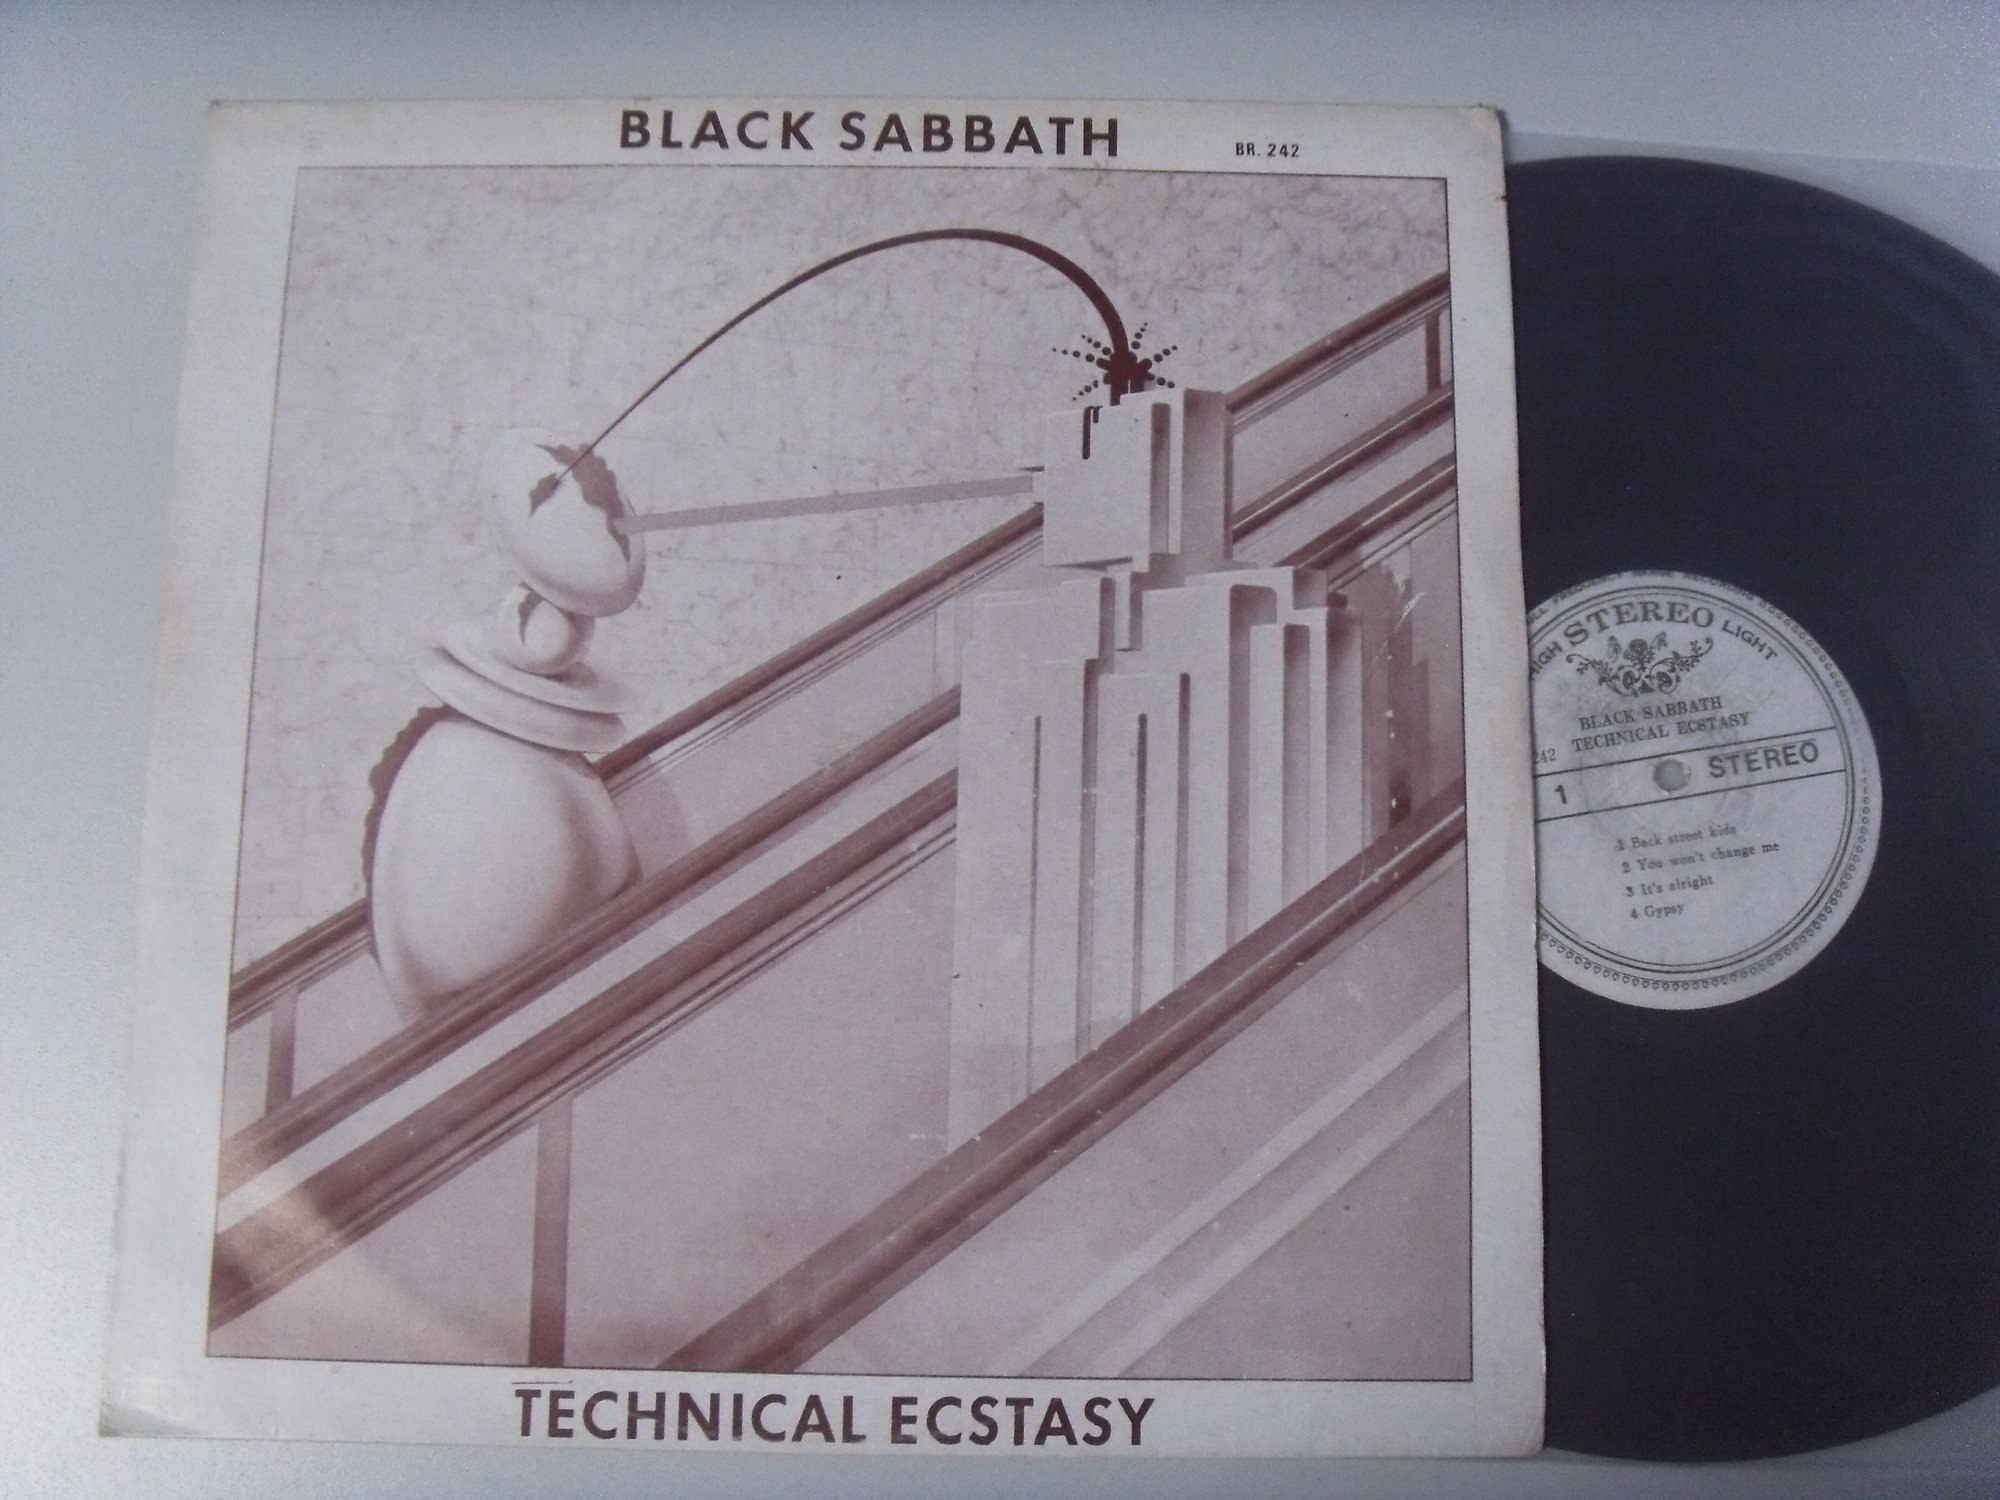 BLACK SABBATH
BR. 242
TECHNICAL ECSTASY
HIGH STEREO LIGHT
BLACK SABBATH
TECHNICAL ECSTASY
242
1 STEREO
1 Back street kids
2 You won't change me
3 It's alright
4 Gypsy